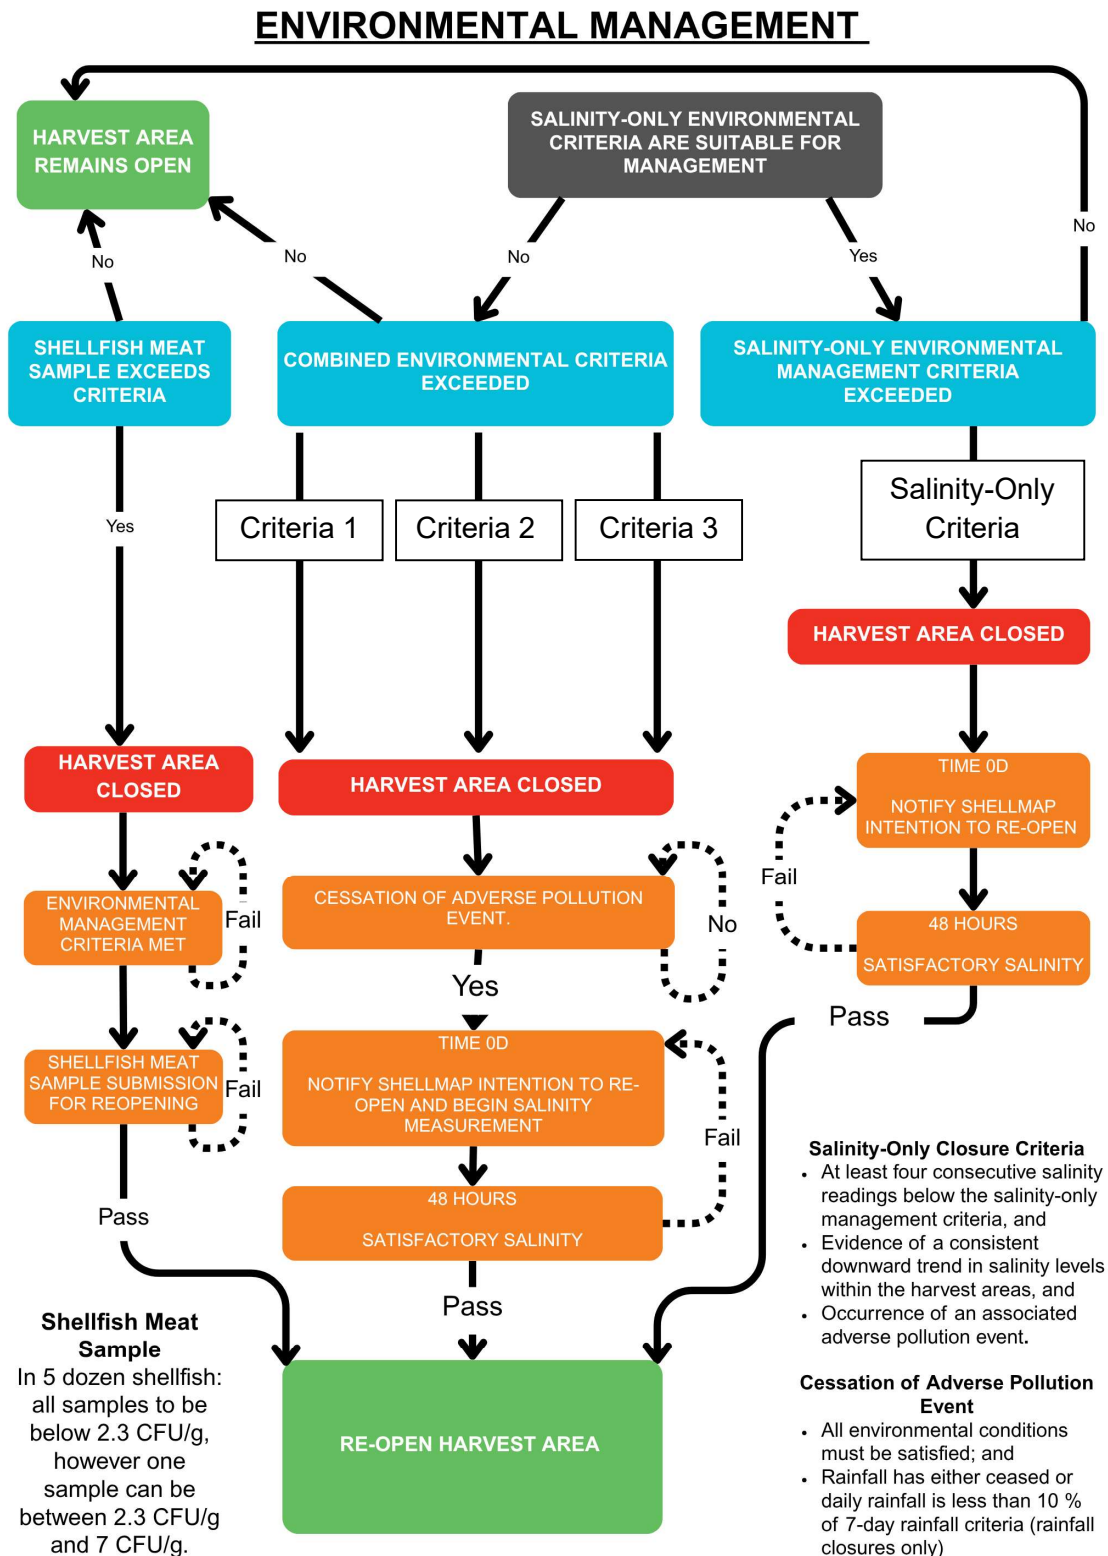 ENVIRONMENTAL MANAGEMENT
HARVEST AREA
REMAINS OPEN
SALINITY-ONLY ENVIRONMENTAL
CRITERIA ARE SUITABLE FOR
MANAGEMENT
No
No
No
Yes
No
SHELLFISH MEAT
SAMPLE EXCEEDS
CRITERIA
COMBINED ENVIRONMENTAL CRITERIA
EXCEEDED
SALINITY-ONLY ENVIRONMENTAL
MANAGEMENT CRITERIA
EXCEEDED
Yes
Criteria 1
Criteria 2
Criteria 3
Salinity-Only
Criteria
HARVEST AREA CLOSED
HARVEST AREA
CLOSED
HARVEST AREA CLOSED
TIME 0D
NOTIFY SHELLMAP
INTENTION TO RE-OPEN
Fail
ENVIRONMENTAL
MANAGEMENT
CRITERIA MET
Fail
CESSATION OF ADVERSE POLLUTION
EVENT.
No
48 HOURS
SATISFACTORY SALINITY
Yes
Pass
SHELLFISH MEAT
SAMPLE SUBMISSION
FOR REOPENING
Fail
TIME 0D
NOTIFY SHELLMAP INTENTION TO RE-
OPEN AND BEGIN SALINITY
MEASUREMENT
Fail
48 HOURS
SATISFACTORY SALINITY
Pass
Pass
Salinity-Only Closure Criteria
• At least four consecutive salinity
readings below the salinity-only
management criteria, and
• Evidence of a consistent
downward trend in salinity levels
within the harvest areas, and
• Occurrence of an associated
adverse pollution event.
Shellfish Meat
Sample
In 5 dozen shellfish:
all samples to be
below 2.3 CFU/g,
however one
sample can be
between 2.3 CFU/g
and 7 CFU/g.
RE-OPEN HARVEST AREA
Cessation of Adverse Pollution
Event
• All environmental conditions
must be satisfied; and
• Rainfall has either ceased or
daily rainfall is less than 10 %
of 7-day rainfall criteria (rainfall
closures only)